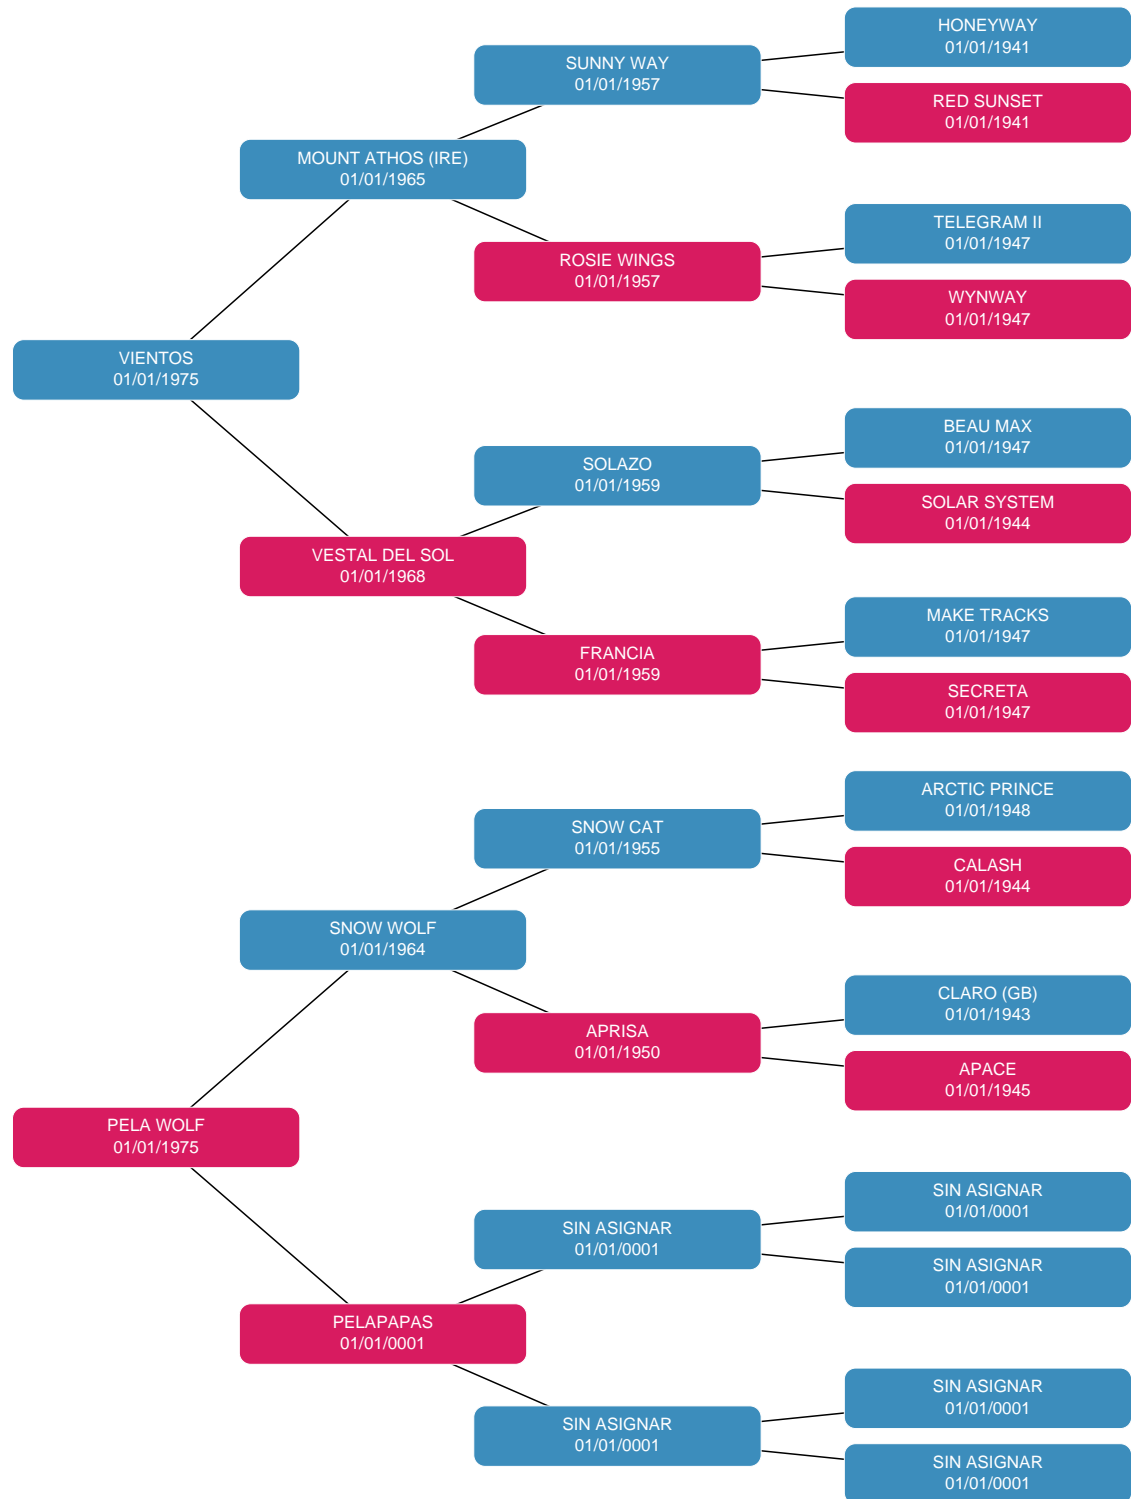 HONEYWAY
01/01/1941
SUNNY WAY
01/01/1957
RED SUNSET
01/01/1941
MOUNT ATHOS (IRE)
01/01/1965
TELEGRAM II
01/01/1947
ROSIE WINGS
01/01/1957
WYNWAY
01/01/1947
VIENTOS
01/01/1975
BEAU MAX
01/01/1947
SOLAZO
01/01/1959
SOLAR SYSTEM
01/01/1944
VESTAL DEL SOL
01/01/1968
MAKE TRACKS
01/01/1947
FRANCIA
01/01/1959
SECRETA
01/01/1947
ARCTIC PRINCE
01/01/1948
SNOW CAT
01/01/1955
CALASH
01/01/1944
SNOW WOLF
01/01/1964
CLARO (GB)
01/01/1943
APRISA
01/01/1950
APACE
01/01/1945
PELA WOLF
01/01/1975
SIN ASIGNAR
01/01/0001
SIN ASIGNAR
01/01/0001
SIN ASIGNAR
01/01/0001
PELAPAPAS
01/01/0001
SIN ASIGNAR
01/01/0001
SIN ASIGNAR
01/01/0001
SIN ASIGNAR
01/01/0001